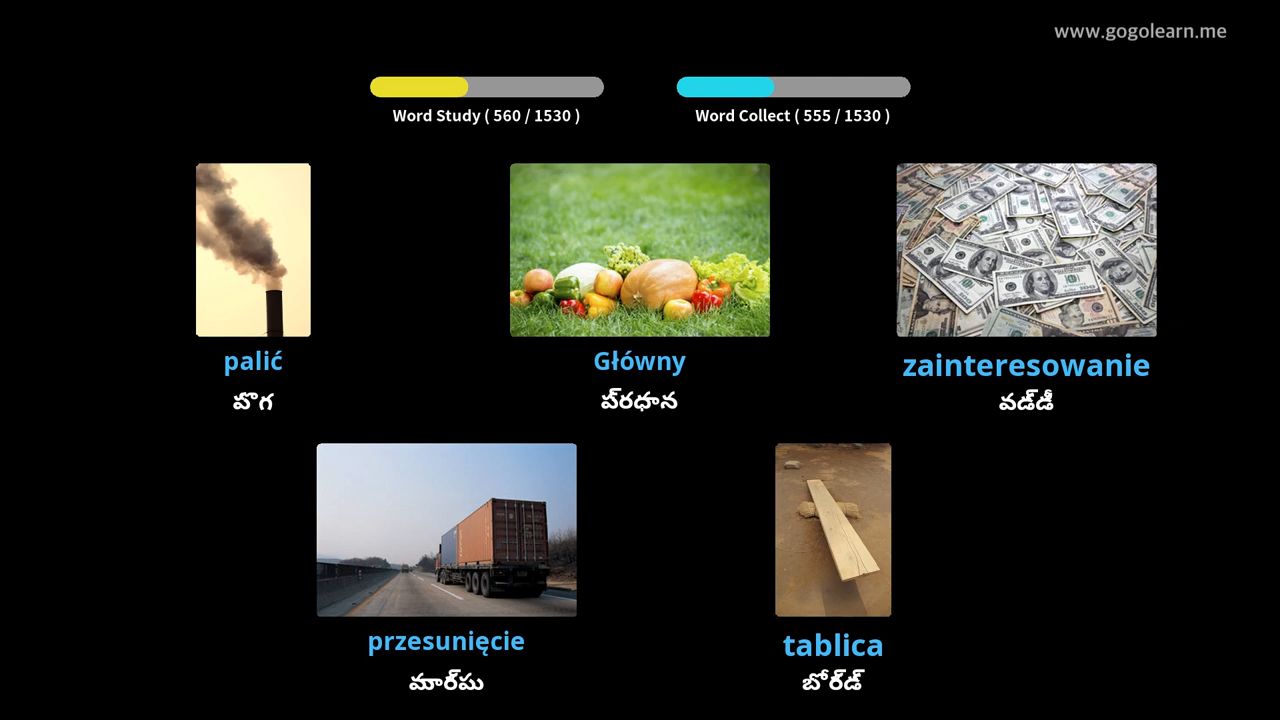 www.gogolearn.me
Word Study ( 560 / 1530 )
Word Collect ( 555 / 1530 )
palić
పొగ
Główny
ప్రధాన
zainteresowanie
వడ్డీ
przesunięcie
మార్పు
tablica
బోర్డ్